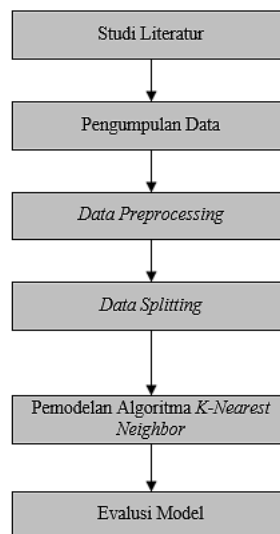 Studi Literatur
Pengumpulan Data
Data Preprocessing
Data Splitting
Pemodelan Algoritma K-Nearest
Neighbor
Evalusi Model